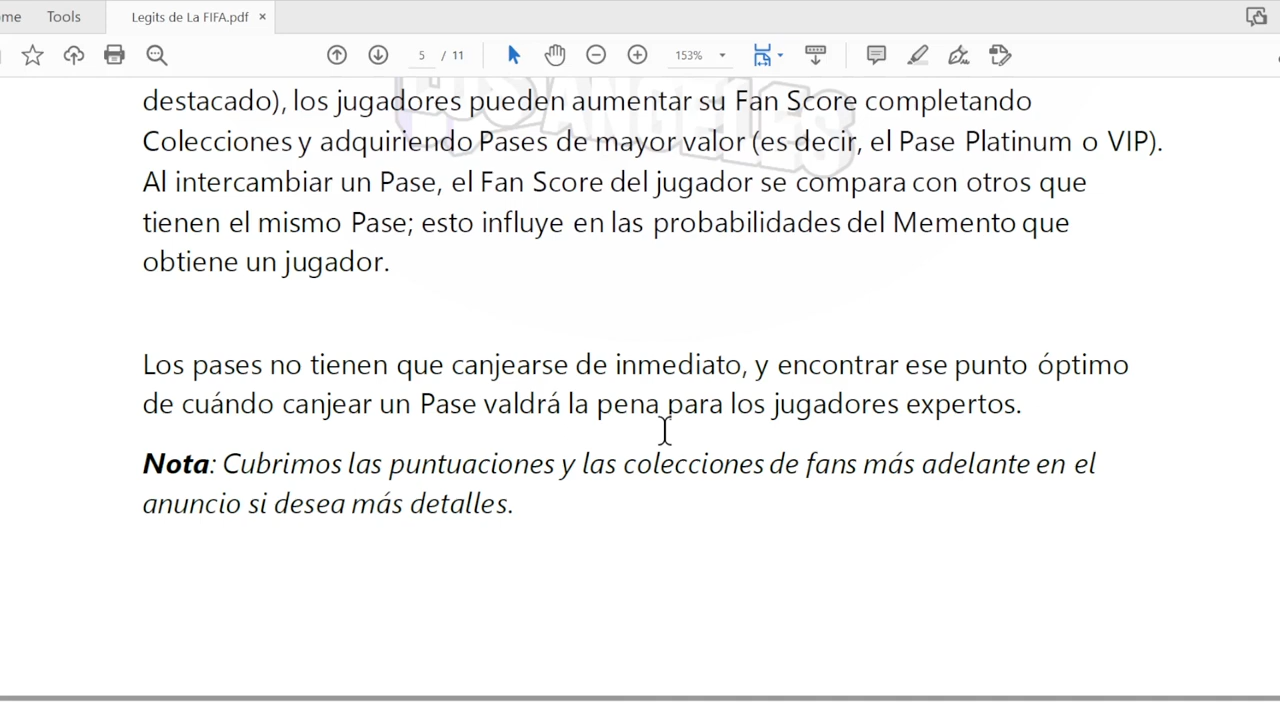 ome Tools Legits de La FIFA.pdf ×
5 / 11 153%
LOS ANGELES
destacado), los jugadores pueden aumentar su Fan Score completando
Colecciones y adquiriendo Pases de mayor valor (es decir, el Pase Platinum o VIP).
Al intercambiar un Pase, el Fan Score del jugador se compara con otros que
tienen el mismo Pase; esto influye en las probabilidades del Memento que
obtiene un jugador.
Los pases no tienen que canjearse de inmediato, y encontrar ese punto óptimo
de cuándo canjear un Pase valdrá la pena para los jugadores expertos.
Nota: Cubrimos las puntuaciones y las colecciones de fans más adelante en el
anuncio si desea más detalles.